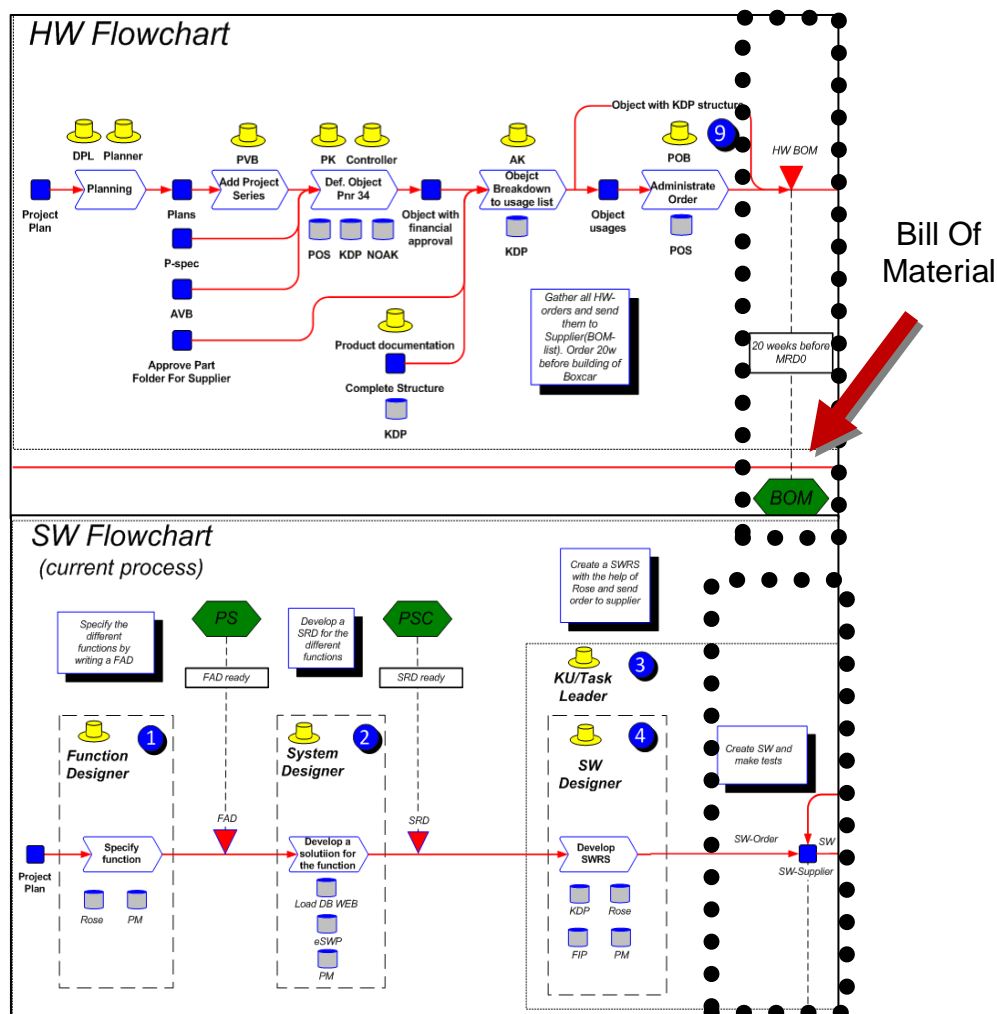 HW Flowchart
Object with KDP structure
DPL
Planner
PVB
PK
Controller
AK
POB
9
HW BOM
Planning
Add Project
Series
Def. Object
Pnr 34
Obejct
Breakdown
to usage list
Administrate
Order
Project
Plan
Plans
Object with
financial
approval
Object
usages
P-spec
POS
KDP
NOAK
KDP
POS
AVB
Approve Part
Folder For Supplier
Product documentation
Complete Structure
KDP
Gather all HW-
orders and send
them to
Supplier(BOM-
list). Order 20w
before building of
Boxcar
20 weeks before
MRD0
Bill Of
Material
BOM
SW Flowchart
(current process)
Specify the
different
functions by
writing a FAD
PS
Develop a
SRD for the
different
functions
PSC
Create a SWRS
with the help of
Rose and send
order to supplier
FAD ready
SRD ready
KU/Task
Leader
3
Function
Designer
1
System
Designer
2
SW
Designer
4
Create SW and
make tests
FAD
SRD
Project
Plan
Specify
function
Develop a
solutiion for
the function
Develop
SWRS
SW-Order
SW
SW-Supplier
Rose
PM
Load DB WEB
eSWP
PM
KDP
Rose
FIP
PM